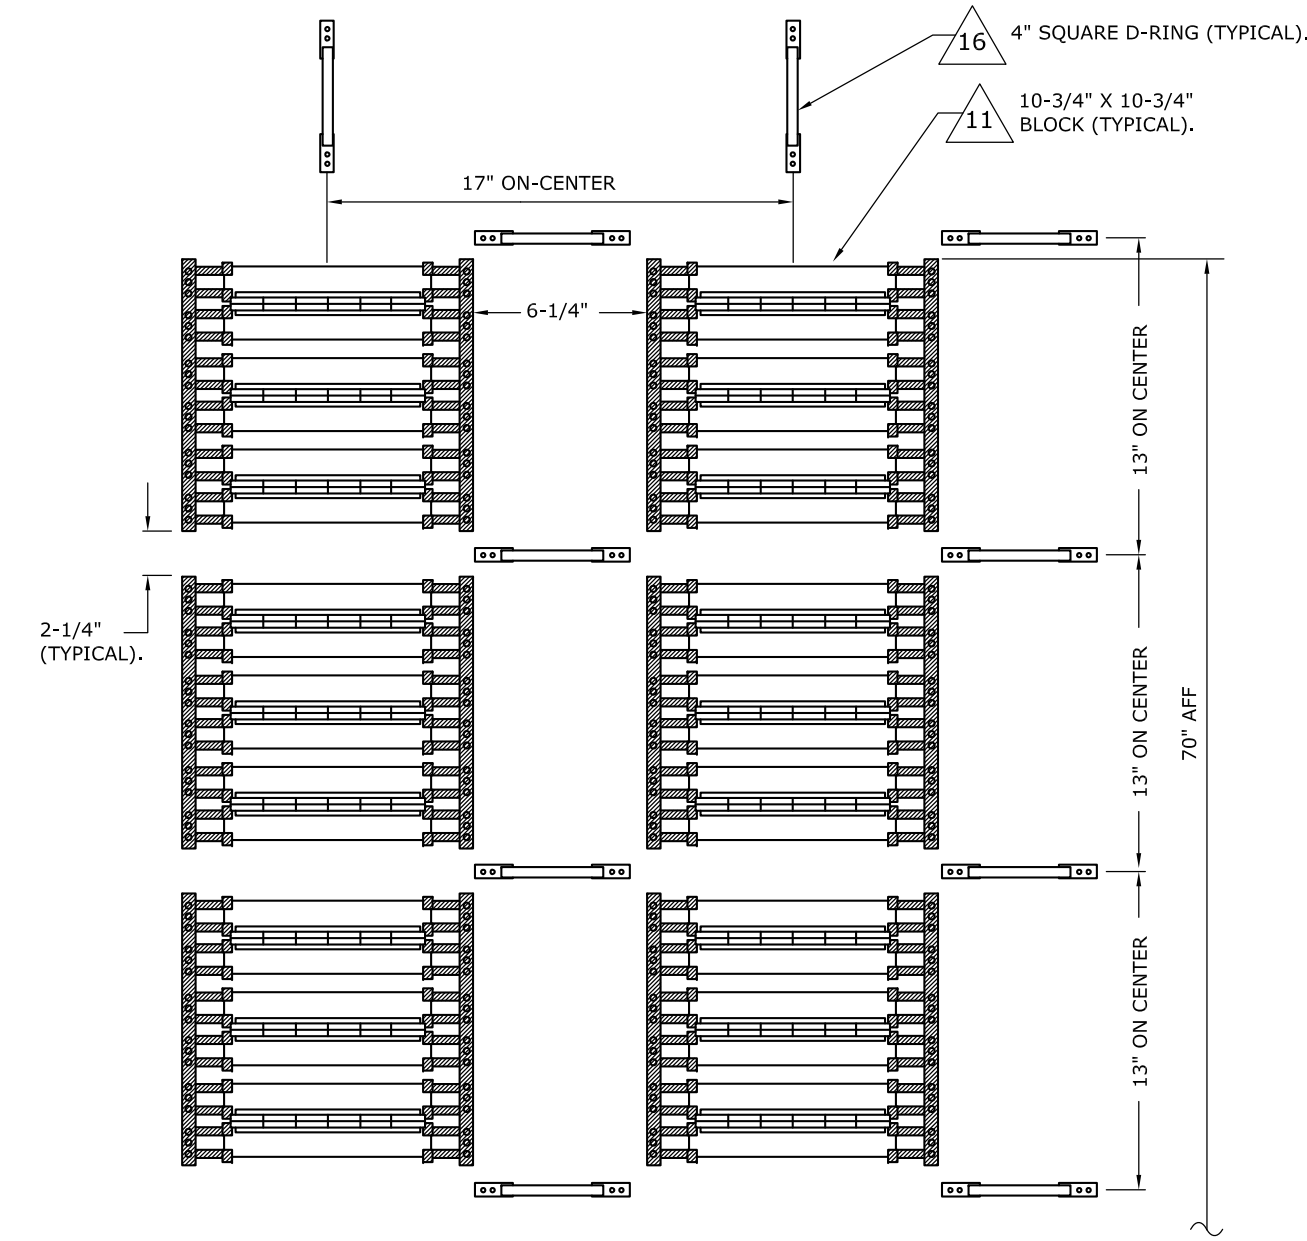 16
4" SQUARE D-RING (TYPICAL).
11
10-3/4" X 10-3/4"
BLOCK (TYPICAL).
17" ON-CENTER
6-1/4"
13" ON CENTER
2-1/4"
(TYPICAL).
13" ON CENTER
70" AFF
13" ON CENTER